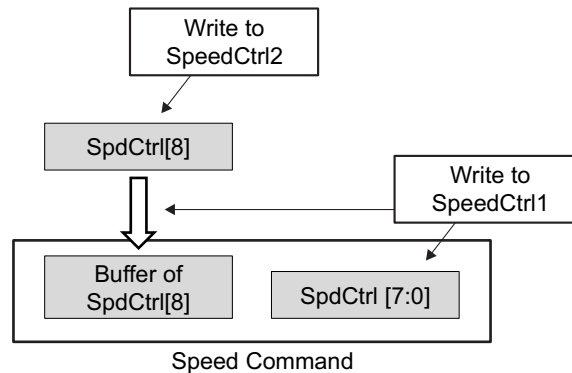 Write to
SpeedCtrl2
SpdCtrl[8]
Write to
SpeedCtrl1
Buffer of
SpdCtrl[8]
SpdCtrl [7:0]
Speed Command